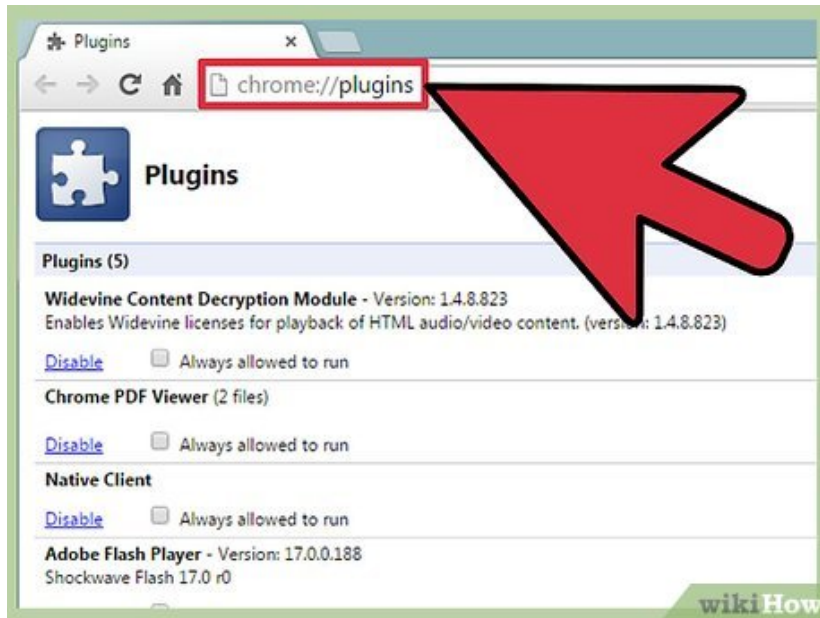 Plugins
chrome://plugins
Plugins
Plugins (5)
Widevine Content Decryption Module - Version: 1.4.8.823
Enables Widevine licenses for playback of HTML audio/video content. (version: 1.4.8.823)
Disable Always allowed to run
Chrome PDF Viewer (2 files)
Disable Always allowed to run
Native Client
Disable Always allowed to run
Adobe Flash Player - Version: 17.0.0.188
Shockwave Flash 17.0 r0
wikiHow